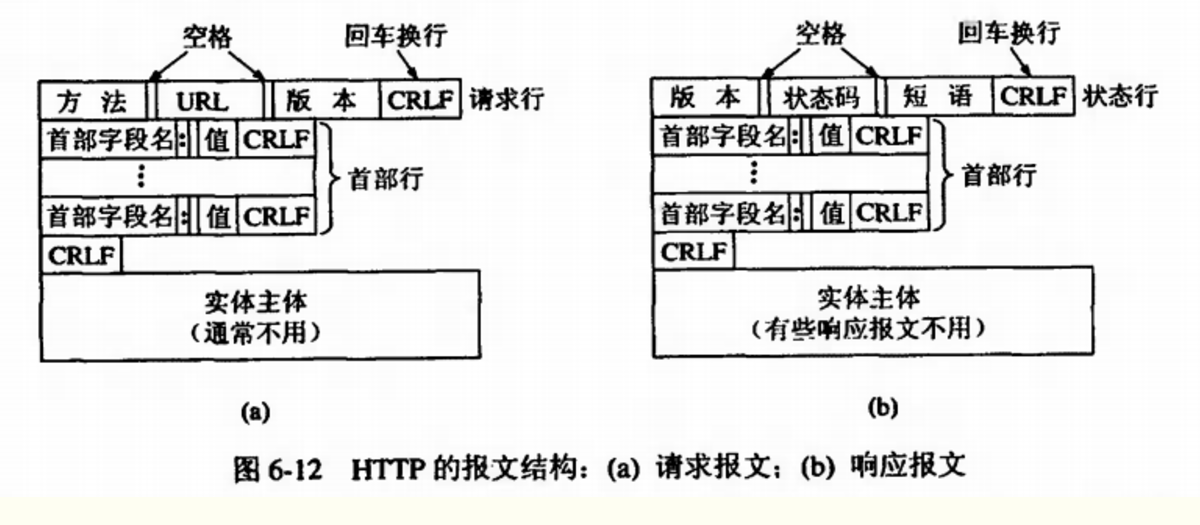 空格 回车换行
方 法 URL 版 本 CRLF 请求行
首部字段名: 值 CRLF
⋮ 首部行
首部字段名: 值 CRLF
CRLF
实体主体
(通常不用)
(a)
空格 回车换行
版 本 状态码 短 语 CRLF 状态行
首部字段名: 值 CRLF
⋮ 首部行
首部字段名: 值 CRLF
CRLF
实体主体
(有些响应报文不用)
(b)
图 6-12 HTTP 的报文结构: (a) 请求报文; (b) 响应报文